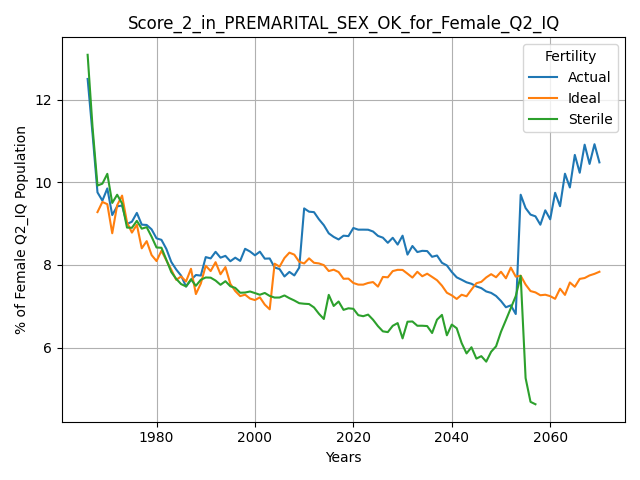 Score_2_in_PREMARITAL_SEX_OK_for_Female_Q2_IQ
Fertility
Actual
Ideal
Sterile
% of Female Q2_IQ Population
12
10
8
6
1980
2000
2020
2040
2060
Years